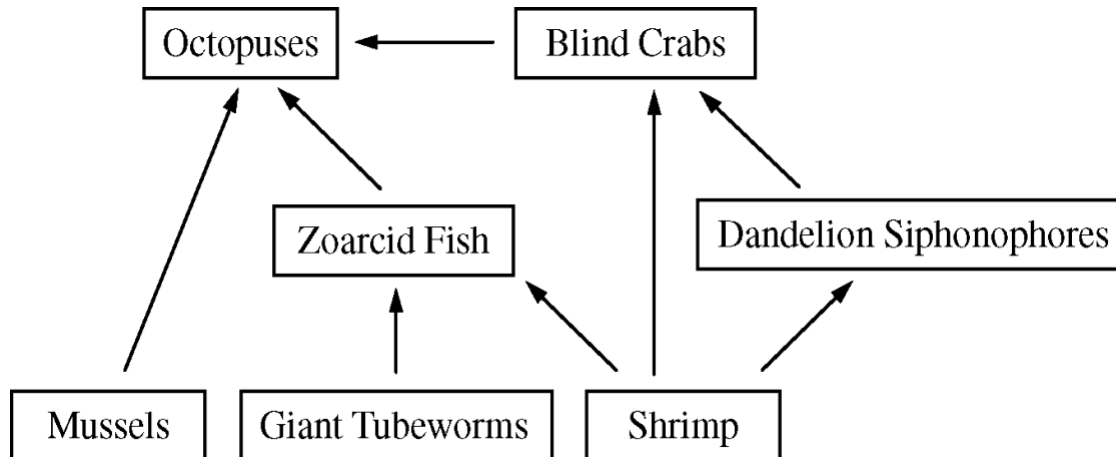 Octopuses
Blind Crabs
Zoarcid Fish
Dandelion Siphonophores
Mussels
Giant Tubeworms
Shrimp